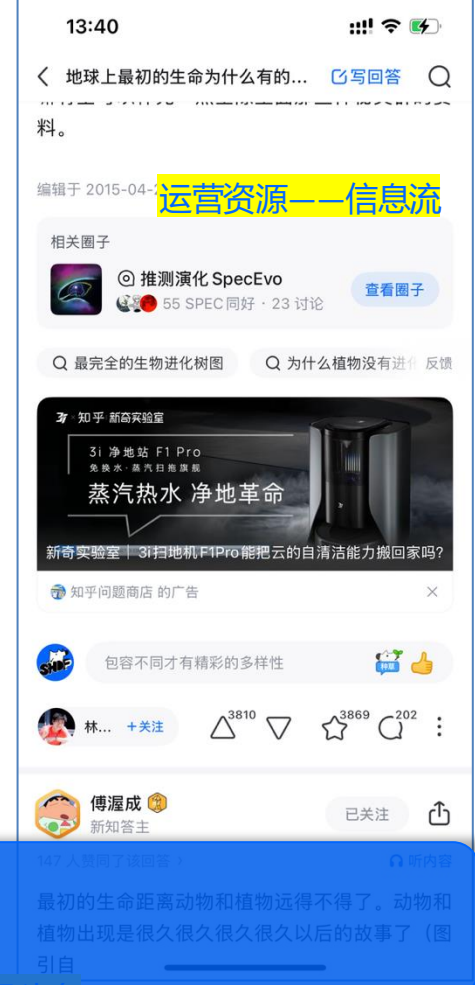 13:40
地球上最初的生命为什么有的...
写回答
料。
编辑于 2015-04-2
运营资源——信息流
相关圈子
推测演化 SpecEvo
55 SPEC同好 · 23 讨论
查看圈子
最完全的生物进化树图
为什么植物没有进化
反馈
知乎 新奇实验室
3i 净地站 F1 Pro
免换水·蒸汽扫拖旗舰
蒸汽热水 净地革命
新奇实验室｜3i扫地机F1Pro能把云的自清洁能力搬回家吗?
知乎问题商店 的广告
包容不同才有精彩的多样性
种草
林... +关注
3810
3869
202
傅渥成
新知答主
已关注
147 人赞同了该回答 >
听内容
最初的生命距离动物和植物远得不得了。动物和
植物出现是很久很久很久很久以后的故事了（图
引自